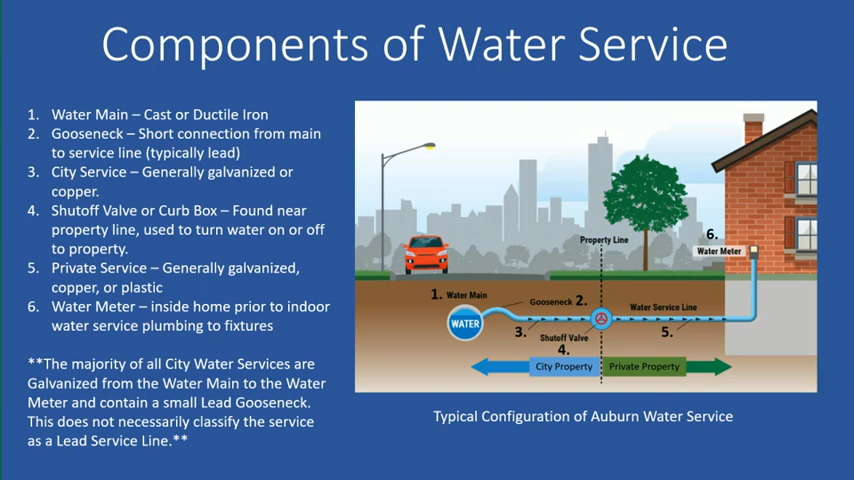 Components of Water Service
1. Water Main – Cast or Ductile Iron
2. Gooseneck – Short connection from main
to service line (typically lead)
3. City Service – Generally galvanized or
copper.
4. Shutoff Valve or Curb Box – Found near
property line, used to turn water on or off
to property.
5. Private Service – Generally galvanized,
copper, or plastic
6. Water Meter – inside home prior to indoor
water service plumbing to fixtures
**The majority of all City Water Services are
Galvanized from the Water Main to the Water
Meter and contain a small Lead Gooseneck.
This does not necessarily classify the service
as a Lead Service Line.**
6.
Property Line
Water Meter
1. Water Main
Gooseneck 2.
Water Service Line
WATER
3.
5.
Shutoff Valve
4.
City Property
Private Property
Typical Configuration of Auburn Water Service